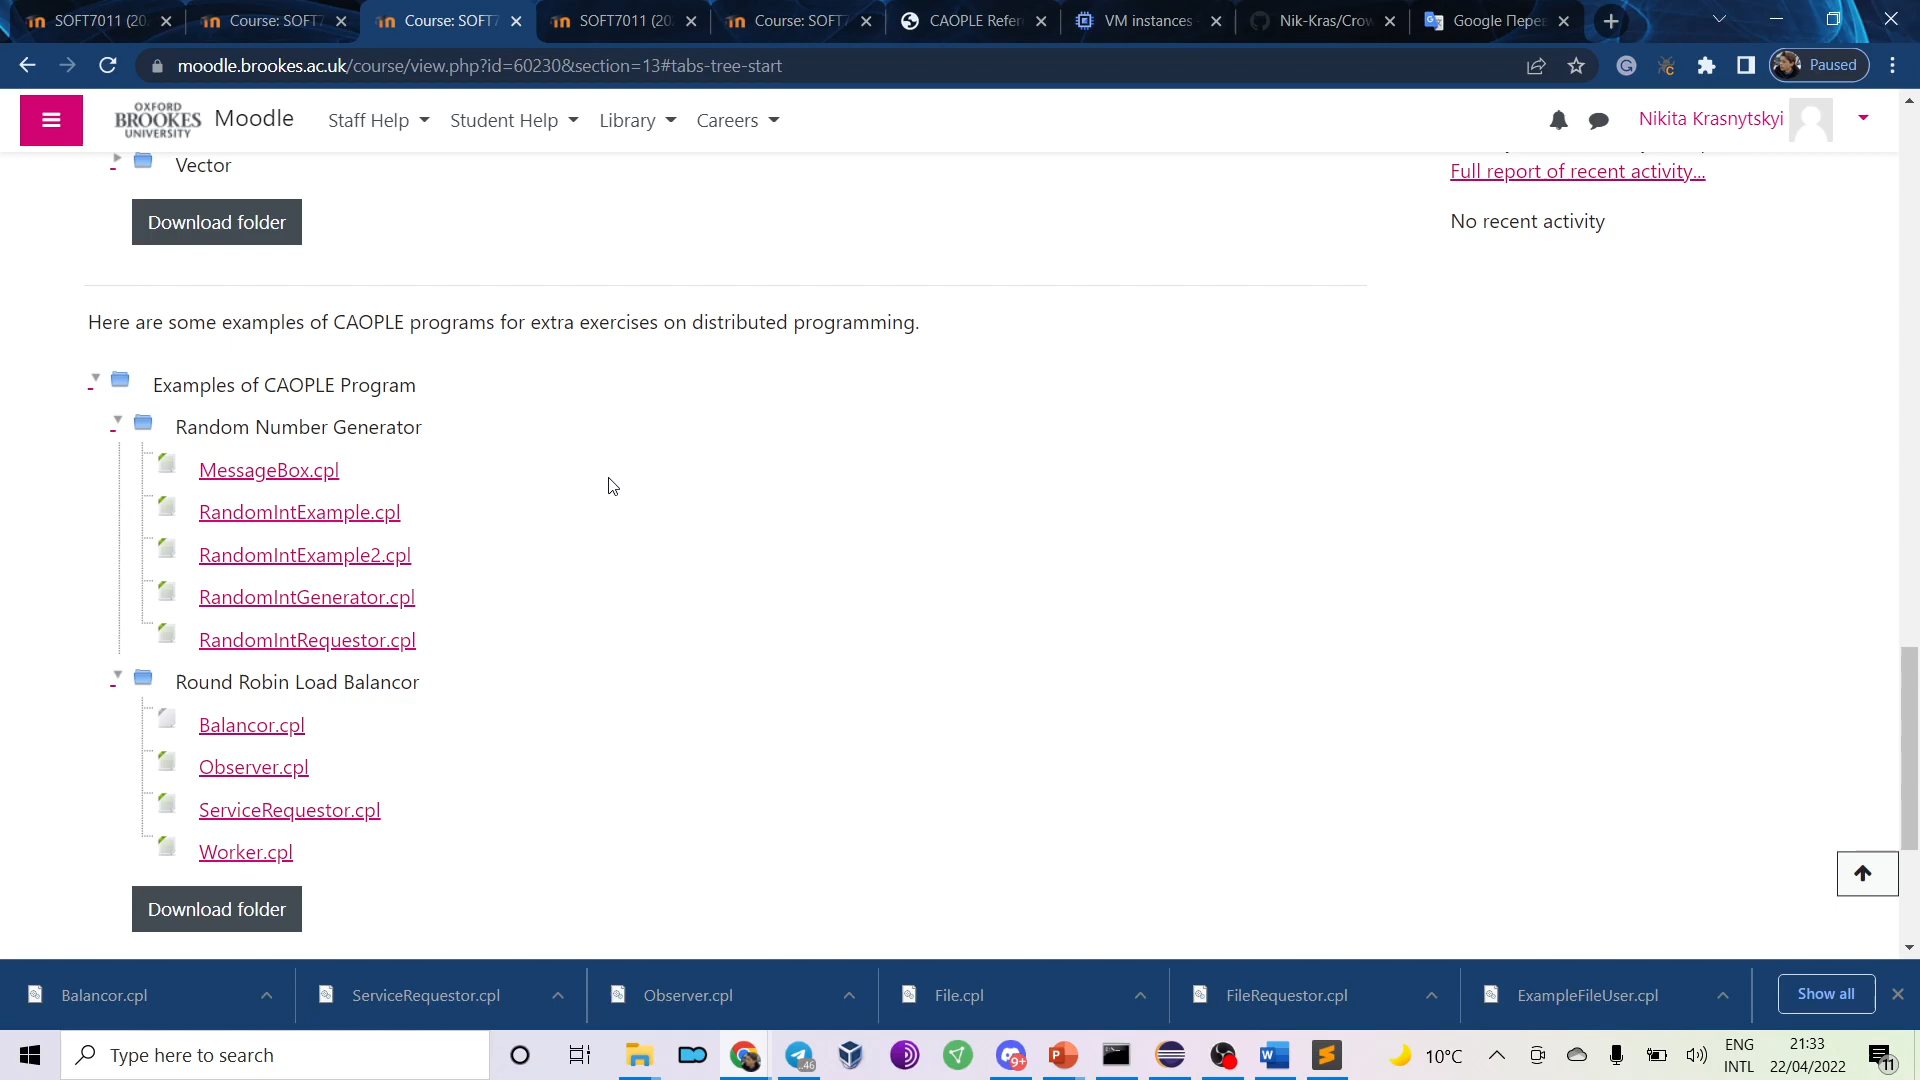 SOFT7011 (20
Course: SOFT7
Course: SOFT7
SOFT7011 (20
Course: SOFT7
CAOPLE Refer
VM instances
Nik-Kras/Crow
Google Пере
moodle.brookes.ac.uk/course/view.php?id=60230&section=13#tabs-tree-start
Paused
OXFORD
BROOKES
UNIVERSITY
Moodle
Staff Help
Student Help
Library
Careers
Nikita Krasnytskyi
Vector
Full report of recent activity...
Download folder
No recent activity
Here are some examples of CAOPLE programs for extra exercises on distributed programming.
Examples of CAOPLE Program
Random Number Generator
MessageBox.cpl
RandomIntExample.cpl
RandomIntExample2.cpl
RandomIntGenerator.cpl
RandomIntRequestor.cpl
Round Robin Load Balancor
Balancor.cpl
Observer.cpl
ServiceRequestor.cpl
Worker.cpl
Download folder
Balancor.cpl
ServiceRequestor.cpl
Observer.cpl
File.cpl
FileRequestor.cpl
ExampleFileUser.cpl
Show all
Type here to search
46
9+
10°C
ENG
INTL
21:33
22/04/2022
11